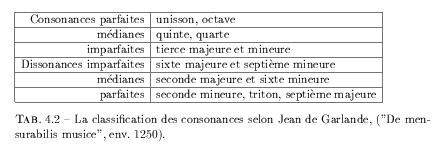 Consonances parfaites unisson, octave
médianes quinte, quarte
imparfaites tierce majeure et mineure
Dissonances imparfaites sixte majeure et septième mineure
médianes seconde majeure et sixte mineure
parfaites seconde mineure, triton, septième majeure
TAB. 4.2 – La classification des consonances selon Jean de Garlande, ("De men-
surabilis musice", env. 1250).